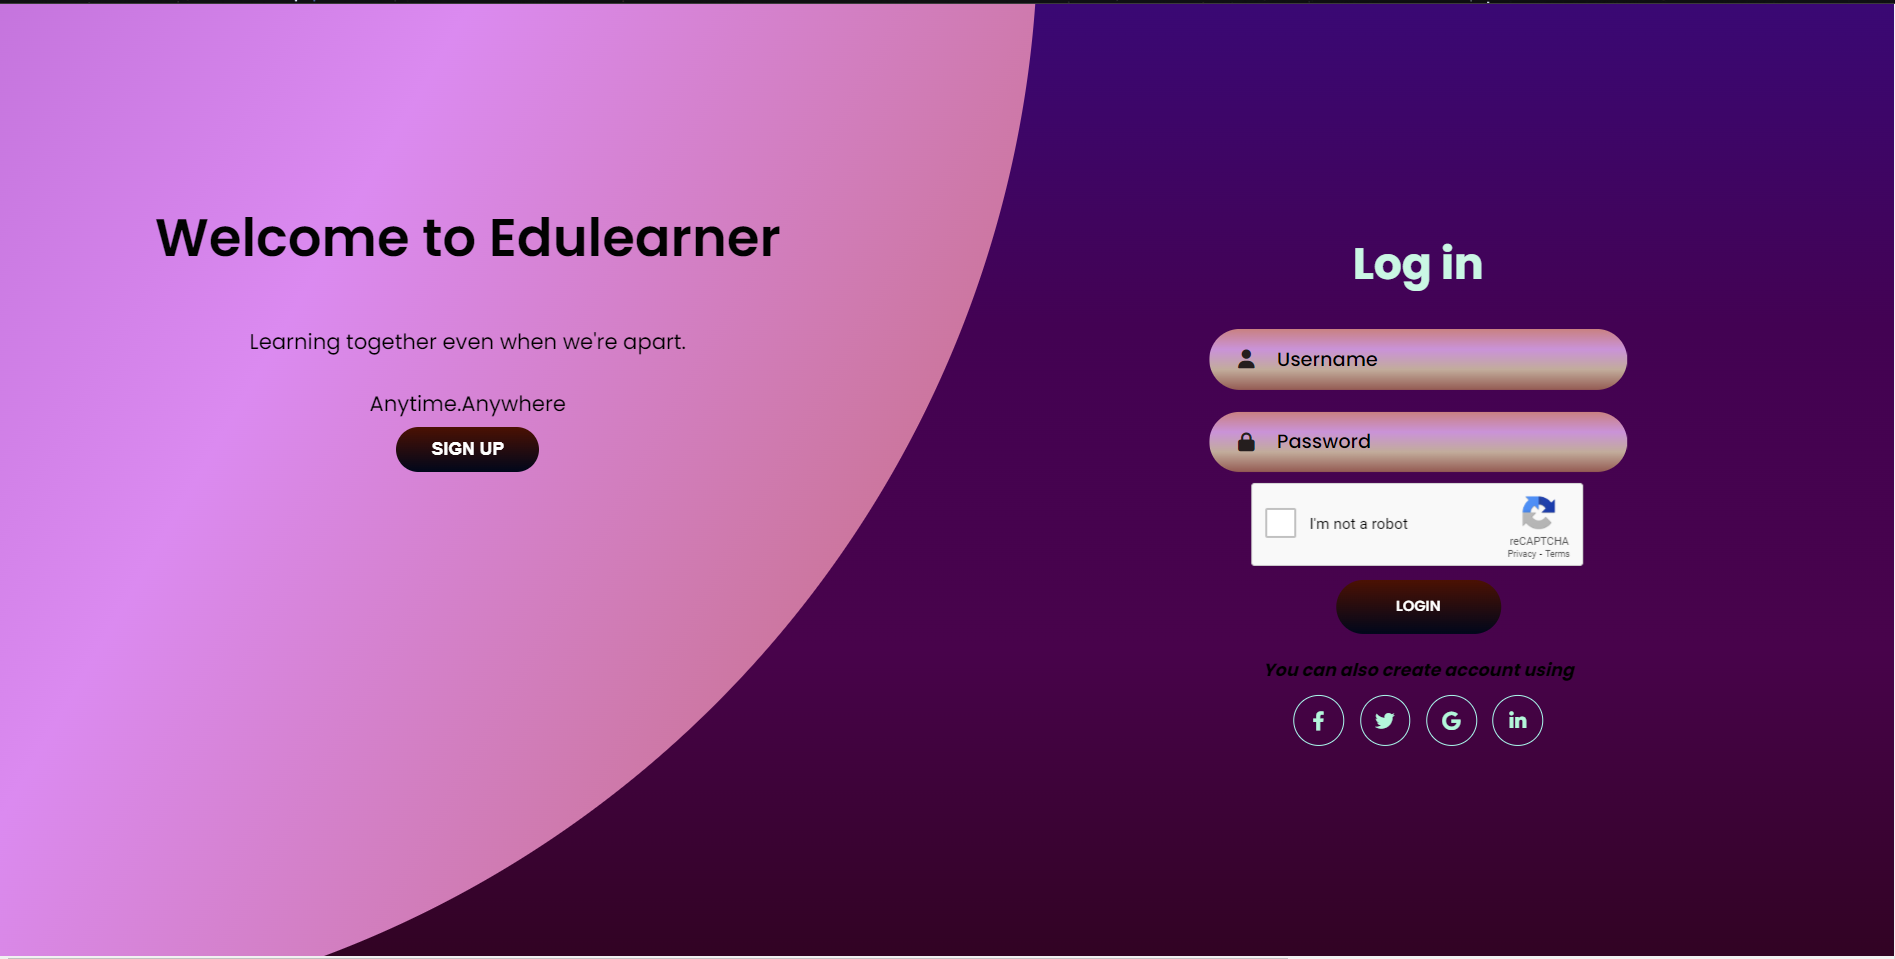 Welcome to Edulearner
Learning together even when we're apart.
Anytime.Anywhere
SIGN UP
Log in
Username
Password
I'm not a robot
reCAPTCHA
Privacy - Terms
LOGIN
You can also create account using